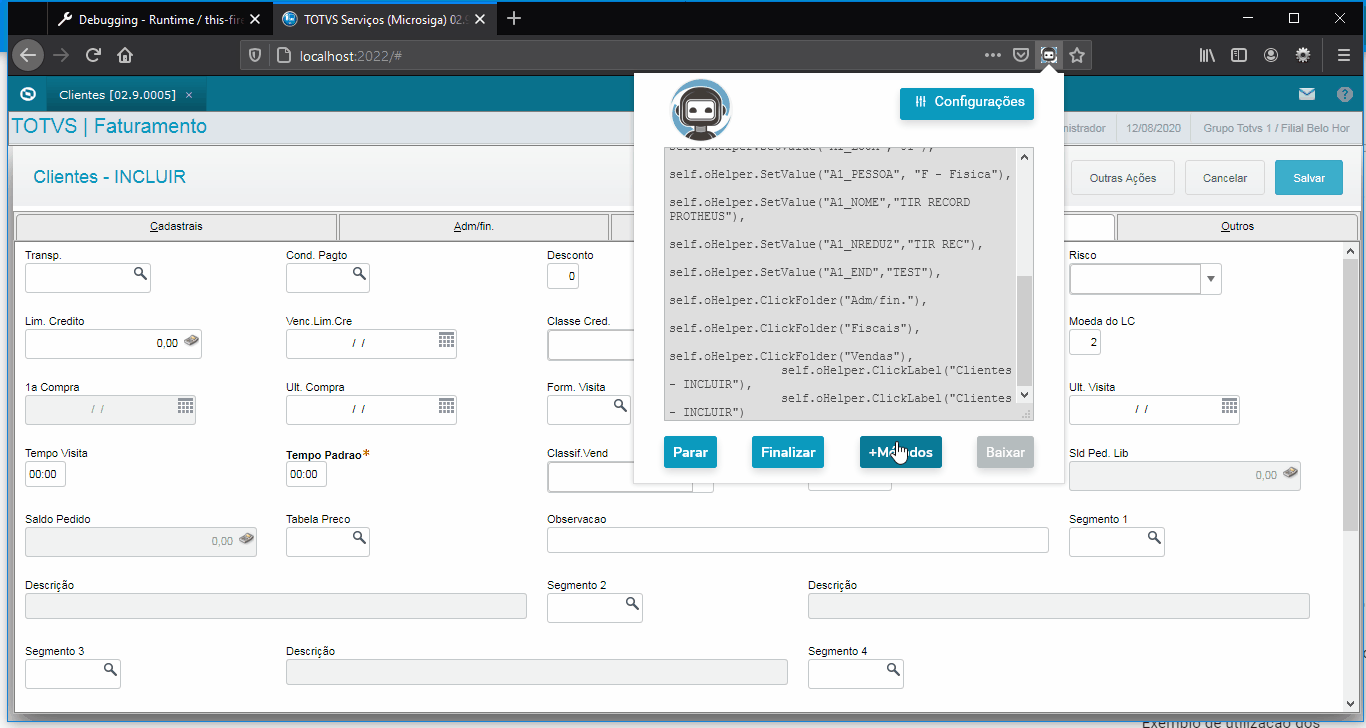 Debugging - Runtime / this-fire
TOTVS Serviços (Microsiga) 02.9
localhost:2022/#
Clientes [02.9.0005]
TOTVS | Faturamento
nistrador
12/08/2020
Grupo Totvs 1 / Filial Belo Hor
Clientes - INCLUIR
Outras Ações
Cancelar
Salvar
Configurações
self.oHelper.SetValue("A1_PESSOA", "F - Fisica"),
self.oHelper.SetValue("A1_NOME","TIR RECORD
PROTHEUS"),
self.oHelper.SetValue("A1_NREDUZ","TIR REC"),
self.oHelper.SetValue("A1_END","TEST"),
self.oHelper.ClickFolder("Adm/fin."),
self.oHelper.ClickFolder("Fiscais"),
self.oHelper.ClickFolder("Vendas"),
self.oHelper.ClickLabel("Clientes
- INCLUIR"),
self.oHelper.ClickLabel("Clientes
- INCLUIR")
Parar
Finalizar
Baixar
Cadastrais
Adm/fin.
Outros
Transp.
Cond. Pagto
Desconto
0
Risco
Lim. Credito
0,00
Venc.Lim.Cre
/ /
Classe Cred.
Moeda do LC
2
1a Compra
/ /
Ult. Compra
/ /
Form. Visita
Ult. Visita
/ /
Tempo Visita
00:00
Tempo Padrao*
00:00
Classif.Vend
Sld Ped. Lib
0,00
Saldo Pedido
0,00
Tabela Preco
Observacao
Segmento 1
Descrição
Segmento 2
Descrição
Segmento 3
Descrição
Segmento 4